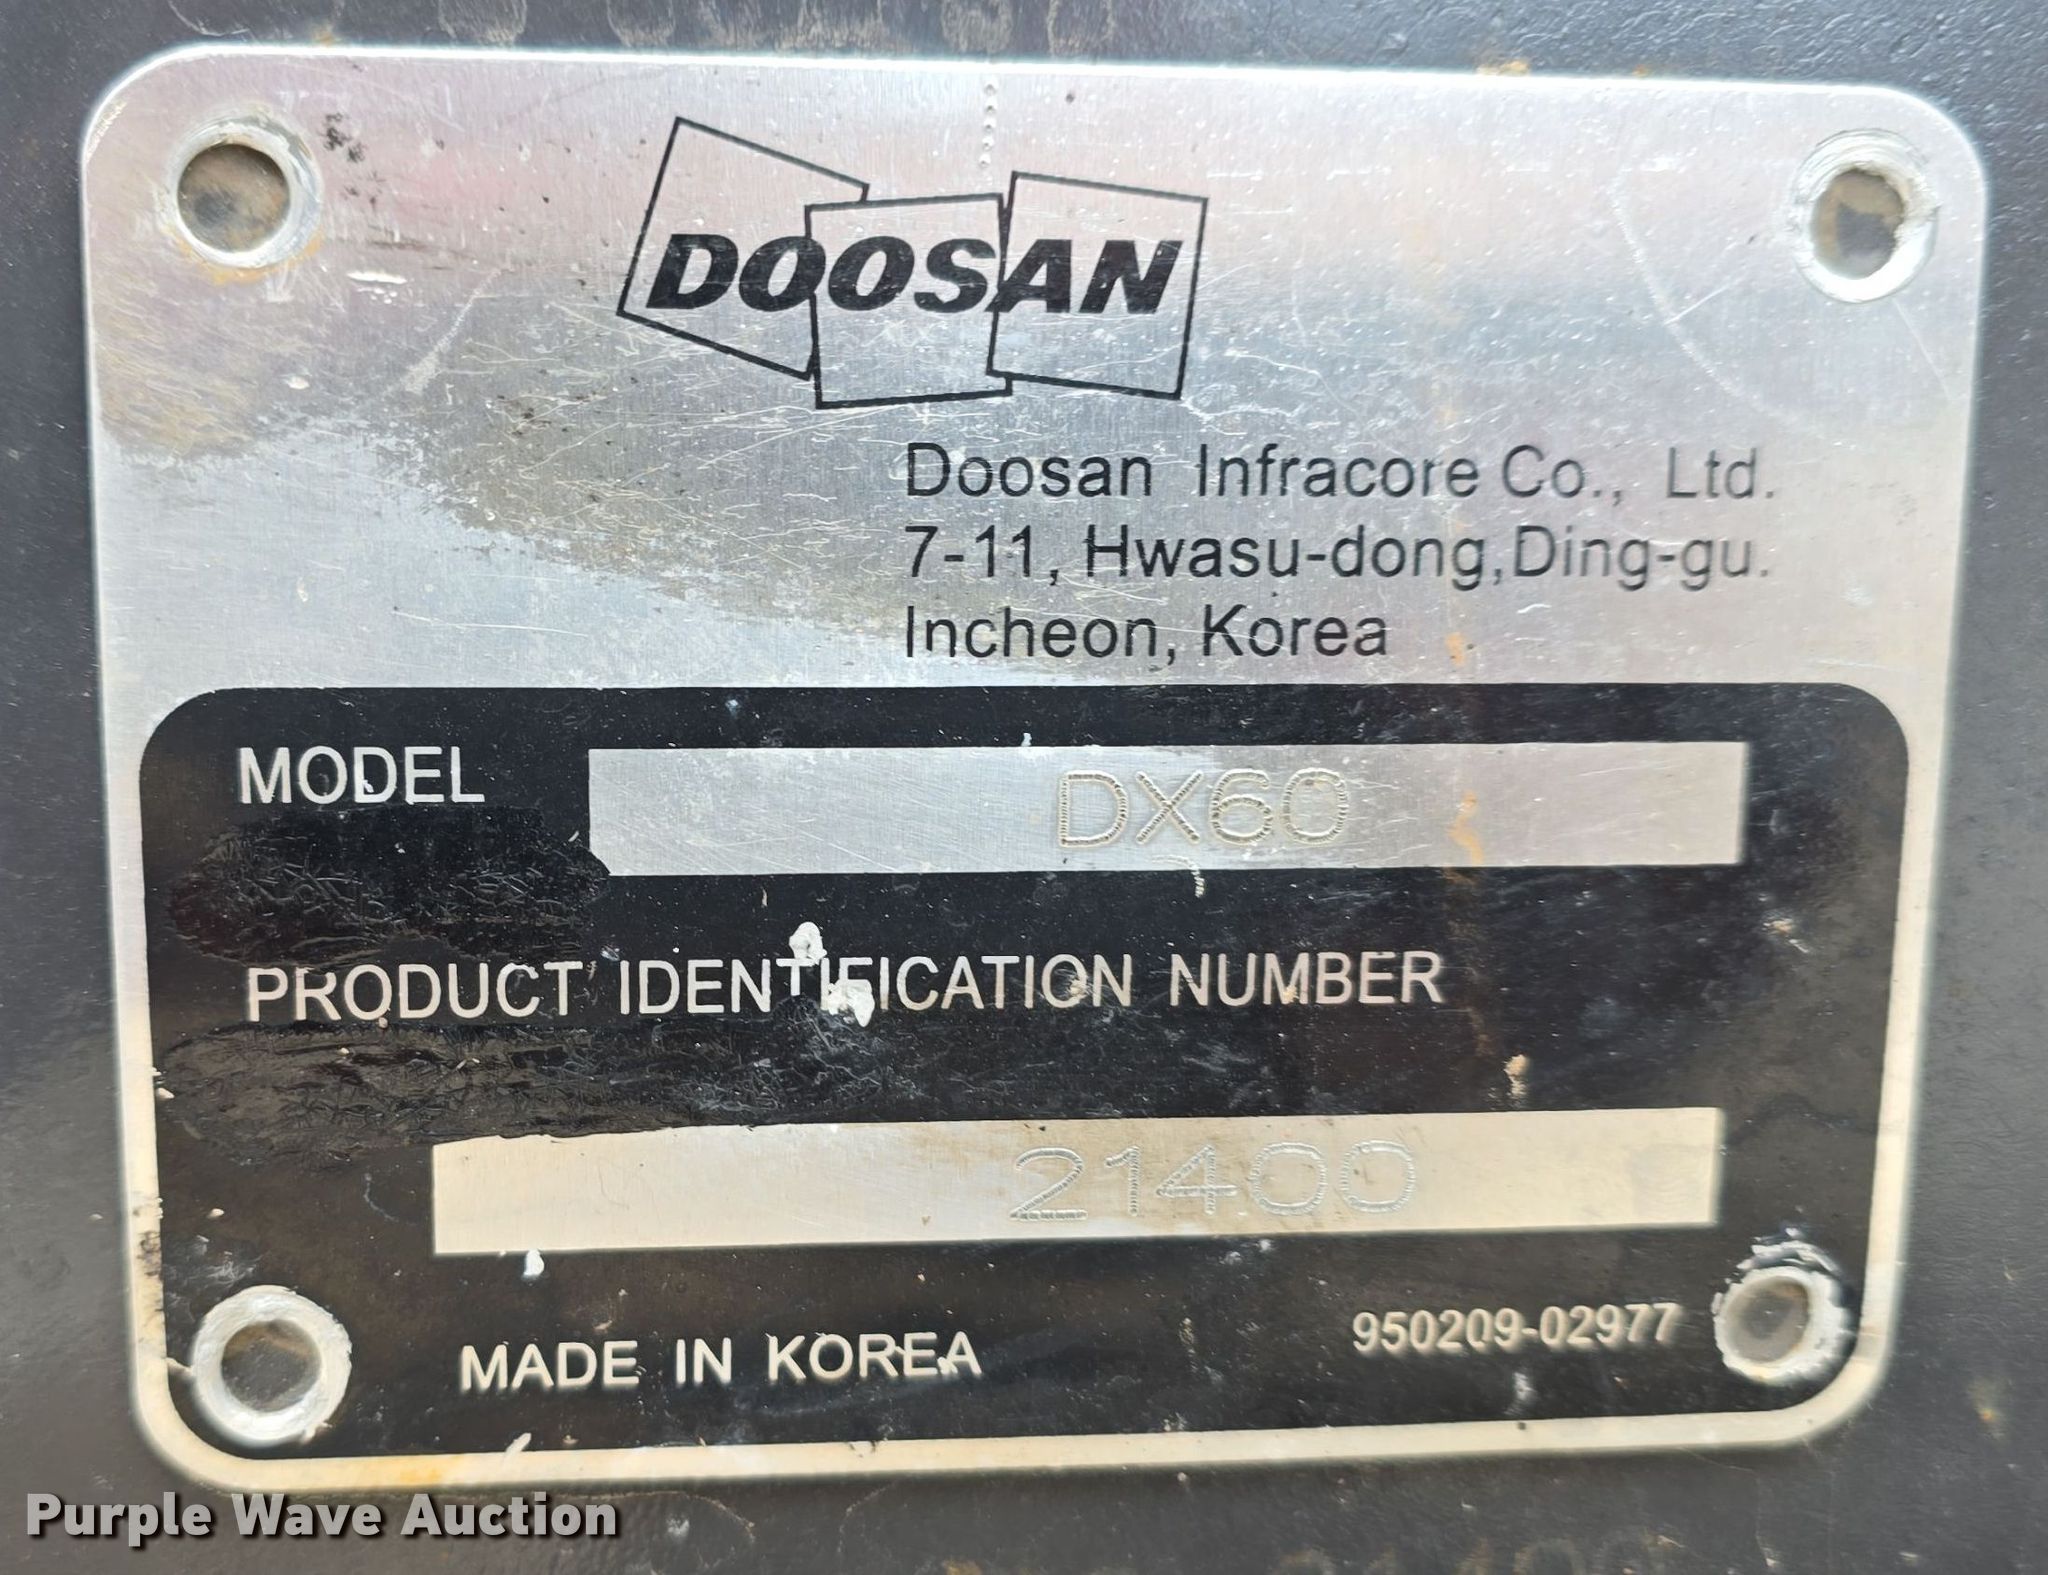 DOOSAN
Doosan Infracore Co., Ltd.
7-11, Hwasu-dong,Ding-gu.
Incheon, Korea
MODEL DX60
PRODUCT IDENTIFICATION NUMBER
21400
MADE IN KOREA 950209-02977
Purple Wave Auction